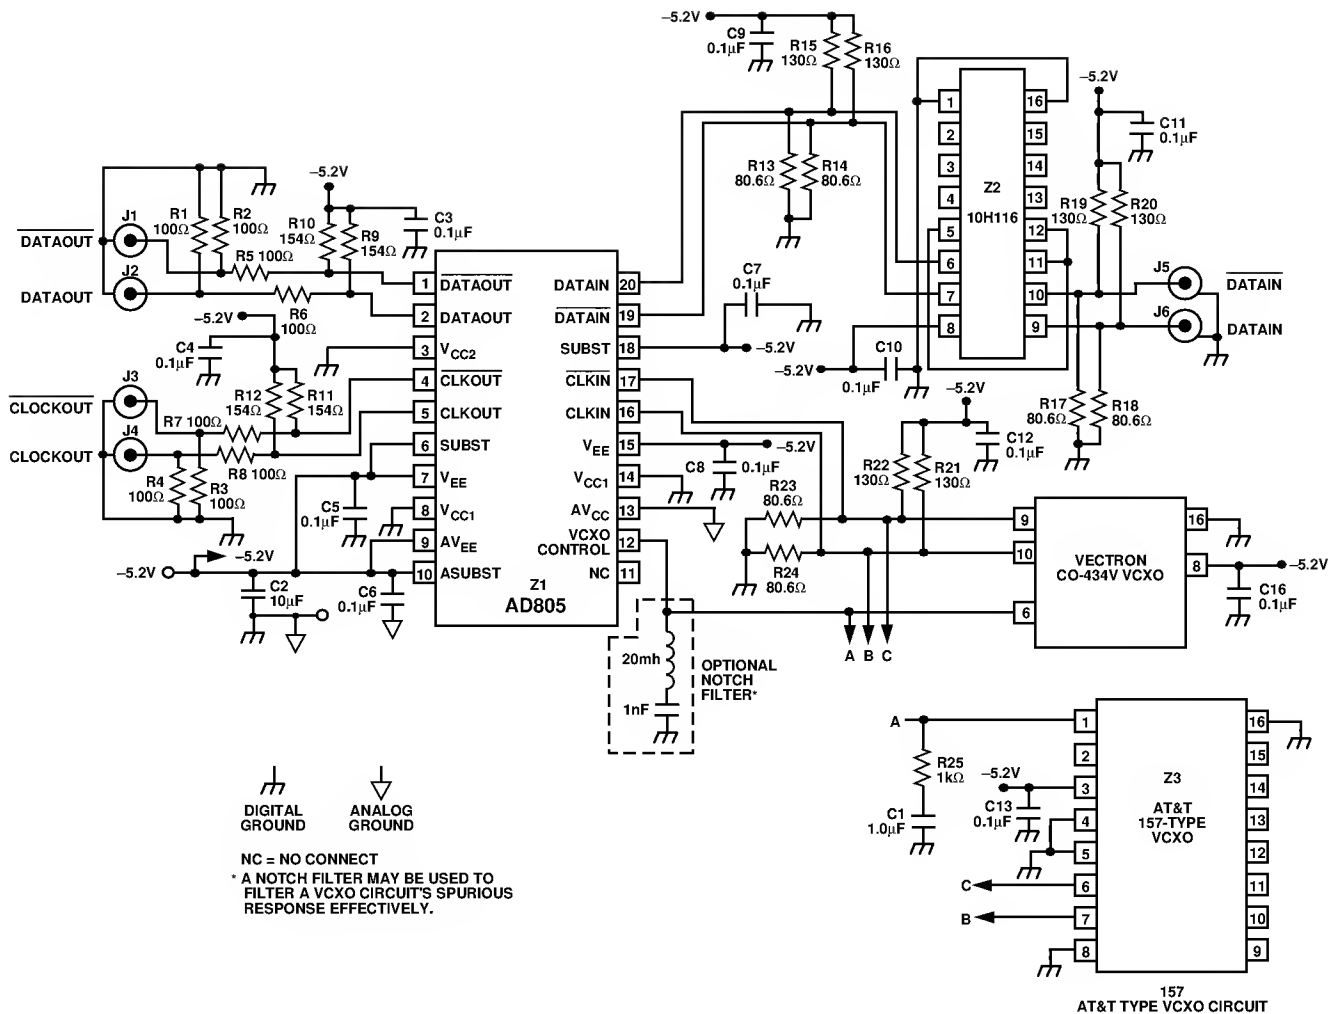 –5.2V
C9
0.1µF
R15
130Ω
R16
130Ω
–5.2V
C11
0.1µF
1
2
3
4
5
6
7
8
16
15
14
13
12
11
10
9
Z2
10H116
R13
80.6Ω
R14
80.6Ω
R19
130Ω
R20
130Ω
J5
D̅A̅T̅A̅I̅N̅
J6
DATAIN
R17
80.6Ω
R18
80.6Ω
–5.2V
C10
0.1µF
C7
0.1µF
–5.2V
–5.2V
J1
D̅A̅T̅A̅O̅U̅T̅
J2
DATAOUT
R1
100Ω
R2
100Ω
R10
154Ω
R9
154Ω
C3
0.1µF
R5 100Ω
R6
100Ω
–5.2V
C4
0.1µF
J3
C̅L̅O̅C̅K̅O̅U̅T̅
J4
CLOCKOUT
R12
154Ω
R11
154Ω
R7 100Ω
R8 100Ω
R4
100Ω
R3
100Ω
C5
0.1µF
–5.2V
–5.2V
C2
10µF
C6
0.1µF
1 D̅A̅T̅A̅O̅U̅T̅
2 DATAOUT
3 VCC2
4 C̅L̅K̅O̅U̅T̅
5 CLKOUT
6 SUBST
7 VEE
8 VCC1
9 AVEE
10 ASUBST
DATAIN 20
D̅A̅T̅A̅I̅N̅ 19
SUBST 18
C̅L̅K̅I̅N̅ 17
CLKIN 16
VEE 15
VCC1 14
AVCC 13
VCXO
CONTROL 12
NC 11
Z1
AD805
–5.2V
C8
0.1µF
–5.2V
C12
0.1µF
R22
130Ω
R21
130Ω
R23
80.6Ω
R24
80.6Ω
9
10
6
16
8
VECTRON
CO-434V VCXO
–5.2V
C16
0.1µF
A B C
20mh
1nF
OPTIONAL
NOTCH
FILTER*
A
R25
1kΩ
C1
1.0µF
–5.2V
C13
0.1µF
C
B
1
2
3
4
5
6
7
8
16
15
14
13
12
11
10
9
Z3
AT&T
157-TYPE
VCXO
157
AT&T TYPE VCXO CIRCUIT
DIGITAL
GROUND
ANALOG
GROUND
NC = NO CONNECT
* A NOTCH FILTER MAY BE USED TO
FILTER A VCXO CIRCUIT'S SPURIOUS
RESPONSE EFFECTIVELY.